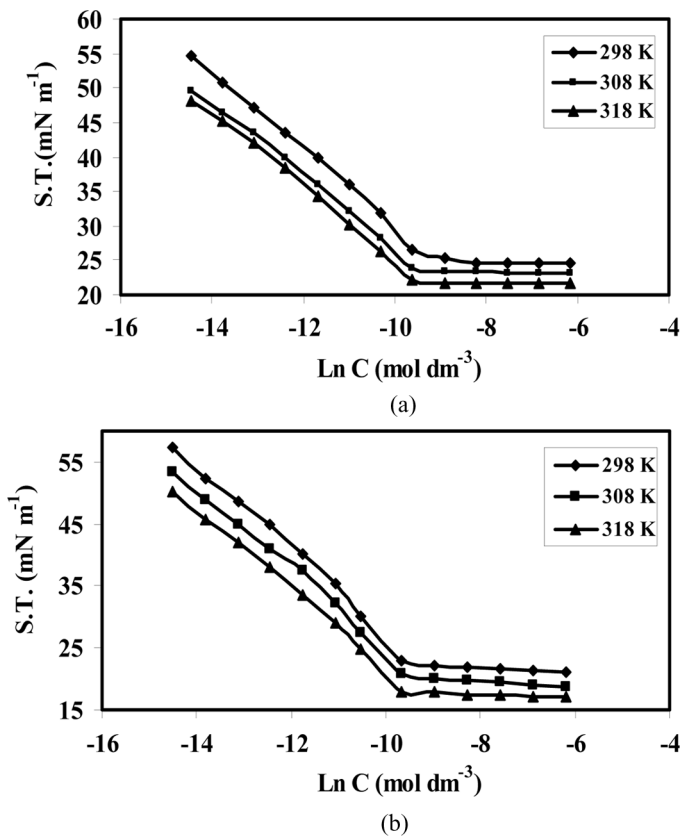 60
55
50
45
40
35
30
25
20
S.T.(mN m⁻¹)
298 K
308 K
318 K
-16 -14 -12 -10 -8 -6 -4
Ln C (mol dm⁻³)
(a)
55
45
35
25
15
S.T. (mN m⁻¹)
298 K
308 K
318 K
-16 -14 -12 -10 -8 -6 -4
Ln C (mol dm⁻³)
(b)